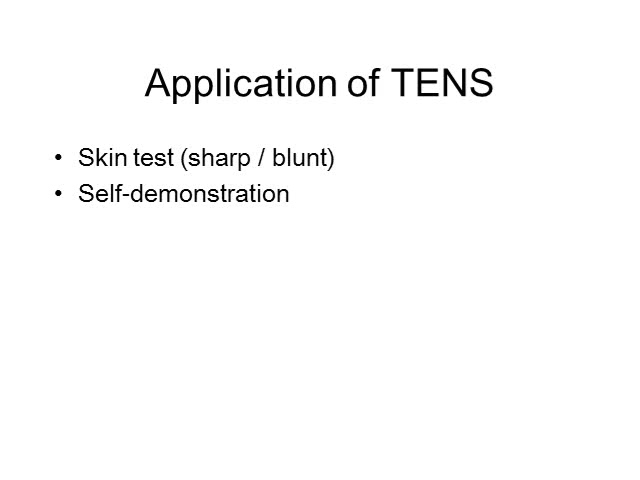 Application of TENS
• Skin test (sharp / blunt)
• Self-demonstration